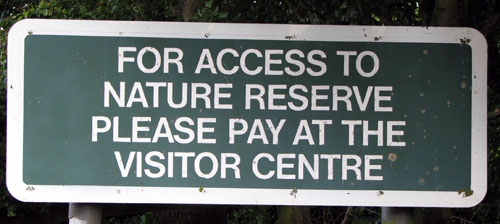 FOR ACCESS TO
NATURE RESERVE
PLEASE PAY AT THE
VISITOR CENTRE